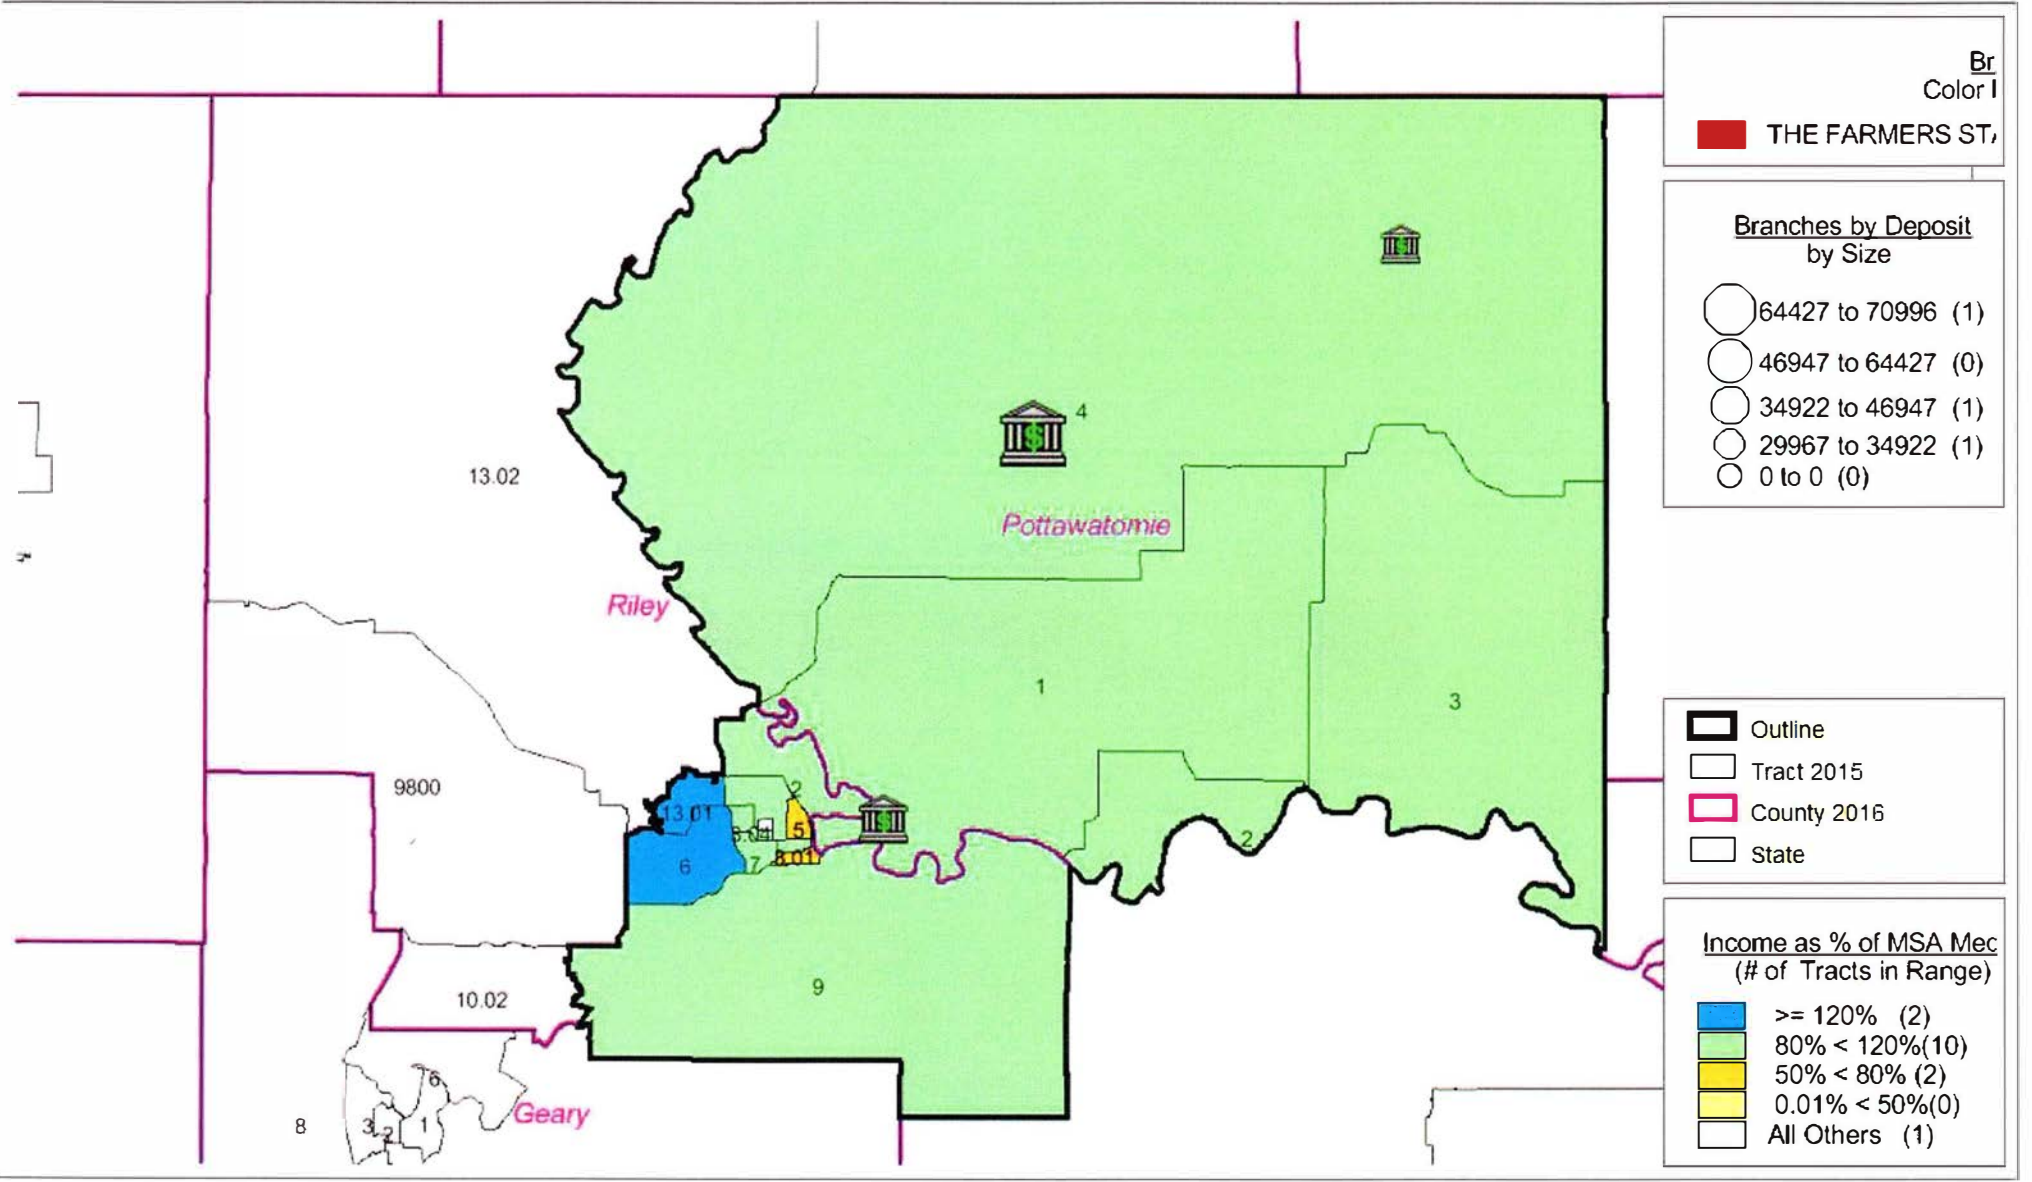 Br
Color
THE FARMERS ST
Branches by Deposit
by Size
64427 to 70996 (1)
46947 to 64427 (0)
34922 to 46947 (1)
29967 to 34922 (1)
0 to 0 (0)
4
13.02
Pottawatomie
Riley
1
3
9800
2
13.01
5
2
3.04
8.01
6
7
9
10.02
6
Geary
8
3
2
1
Outline
Tract 2015
County 2016
State
Income as % of MSA Mec
(# of Tracts in Range)
>= 120% (2)
80% < 120%(10)
50% < 80% (2)
0.01% < 50%(0)
All Others (1)